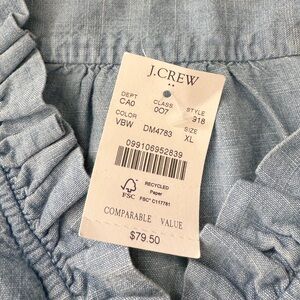 J.CREW
DEPT CLASS STYLE
CA0 007 S18
COLOR SIZE
VBW DM4783 XL
099106952839
FSC
RECYCLED
Paper
FSC® C117781
COMPARABLE VALUE
$79.50